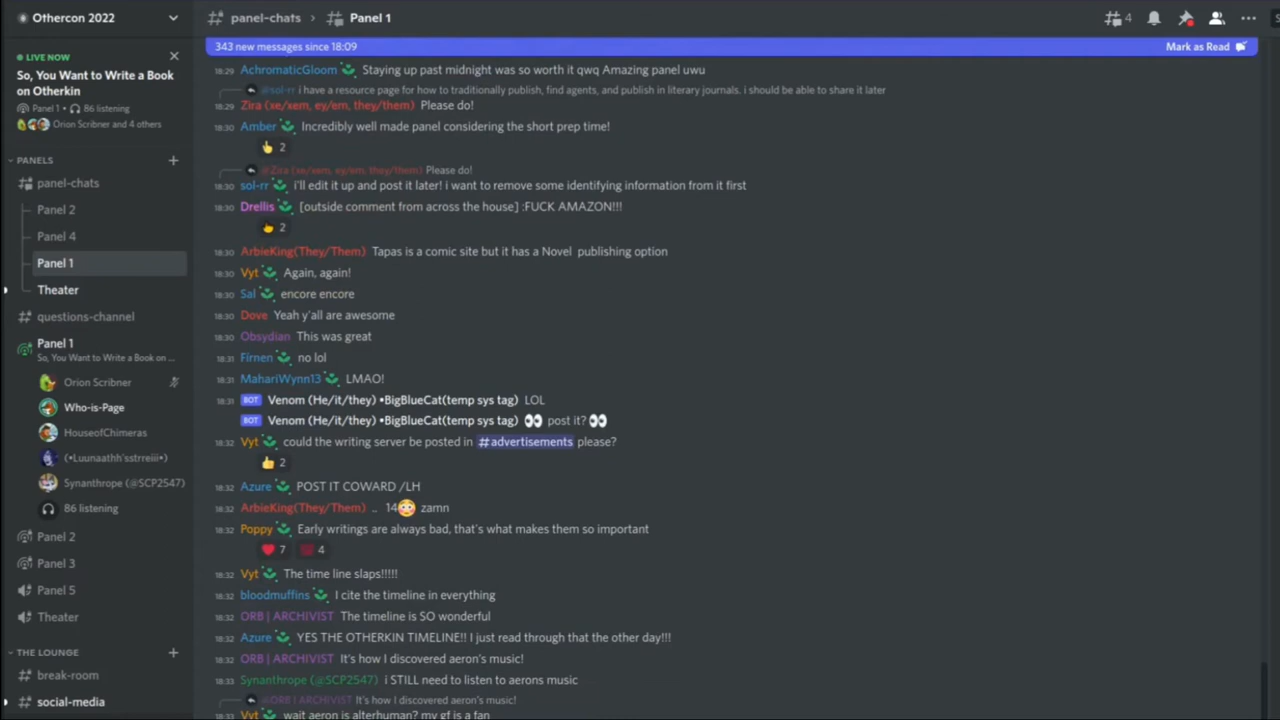 Othercon 2022
panel-chats › Panel 1
4
LIVE NOW
So, You Want to Write a Book
on Otherkin
Panel 1 • 86 listening
Orion Scribner and 4 others
PANELS
panel-chats
Panel 2
Panel 4
Panel 1
Theater
questions-channel
Panel 1
So, You Want to Write a Book on ...
Orion Scribner
Who-is-Page
HouseofChimeras
(•Luunaathh'sstrreiii•)
Synanthrope (@SCP2547)
86 listening
Panel 2
Panel 3
Panel 5
Theater
THE LOUNGE
break-room
social-media
343 new messages since 18:09 Mark as Read
18:29 AchromaticGloom Staying up past midnight was so worth it qwq Amazing panel uwu
@sol-rr i have a resource page for how to traditionally publish, find agents, and publish in literary journals. i should be able to share it later
18:29 Zira (xe/xem, ey/em, they/them) Please do!
18:30 Amber Incredibly well made panel considering the short prep time!
2
@Zira (xe/xem, ey/em, they/them) Please do!
18:30 sol-rr i'll edit it up and post it later! i want to remove some identifying information from it first
18:30 Drellis [outside comment from across the house] :FUCK AMAZON!!!
2
18:30 ArbieKing(They/Them) Tapas is a comic site but it has a Novel publishing option
18:30 Vyt Again, again!
18:30 Sal encore encore
18:30 Dove Yeah y'all are awesome
18:30 Obsydian This was great
18:31 Firnen no lol
18:31 MahariWynn13 LMAO!
18:31 BOT Venom (He/it/they) •BigBlueCat(temp sys tag) LOL
BOT Venom (He/it/they) •BigBlueCat(temp sys tag) 👀 post it? 👀
18:32 Vyt could the writing server be posted in #advertisements please?
2
18:32 Azure POST IT COWARD /LH
18:32 ArbieKing(They/Them) .. 14😳 zamn
18:32 Poppy Early writings are always bad, that's what makes them so important
7 4
18:32 Vyt The time line slaps!!!!!
18:32 bloodmuffins I cite the timeline in everything
18:32 ORB | ARCHIVIST The timeline is SO wonderful
18:32 Azure YES THE OTHERKIN TIMELINE!! I just read through that the other day!!!
18:32 ORB | ARCHIVIST It's how I discovered aeron's music!
18:33 Synanthrope (@SCP2547) i STILL need to listen to aerons music
@ORB | ARCHIVIST It's how I discovered aeron's music!
18:33 Vyt wait aeron is alterhuman? my gf is a fan